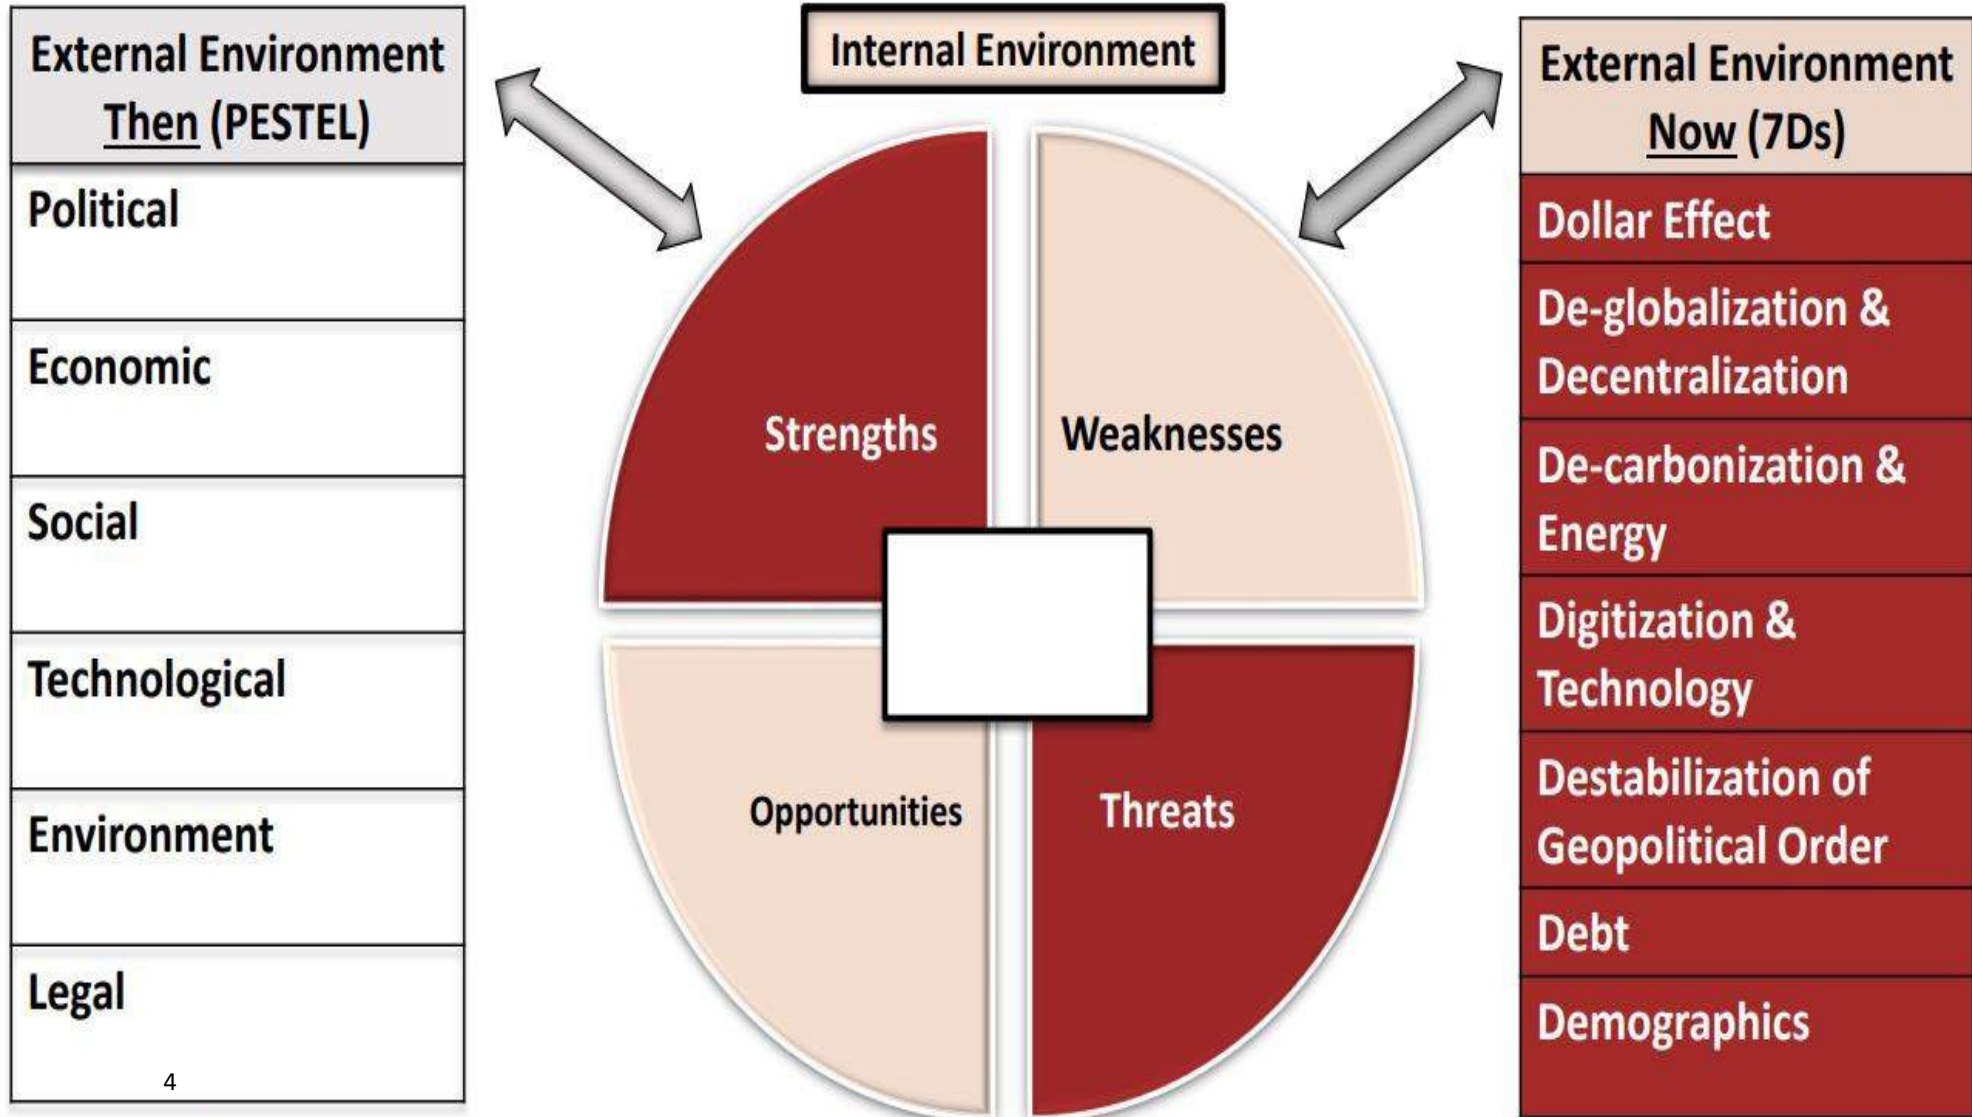 External Environment
Then (PESTEL)
Political
Economic
Social
Technological
Environment
Legal
4
Internal Environment
Strengths
Weaknesses
Opportunities
Threats
External Environment
Now (7Ds)
Dollar Effect
De-globalization &
Decentralization
De-carbonization &
Energy
Digitization &
Technology
Destabilization of
Geopolitical Order
Debt
Demographics